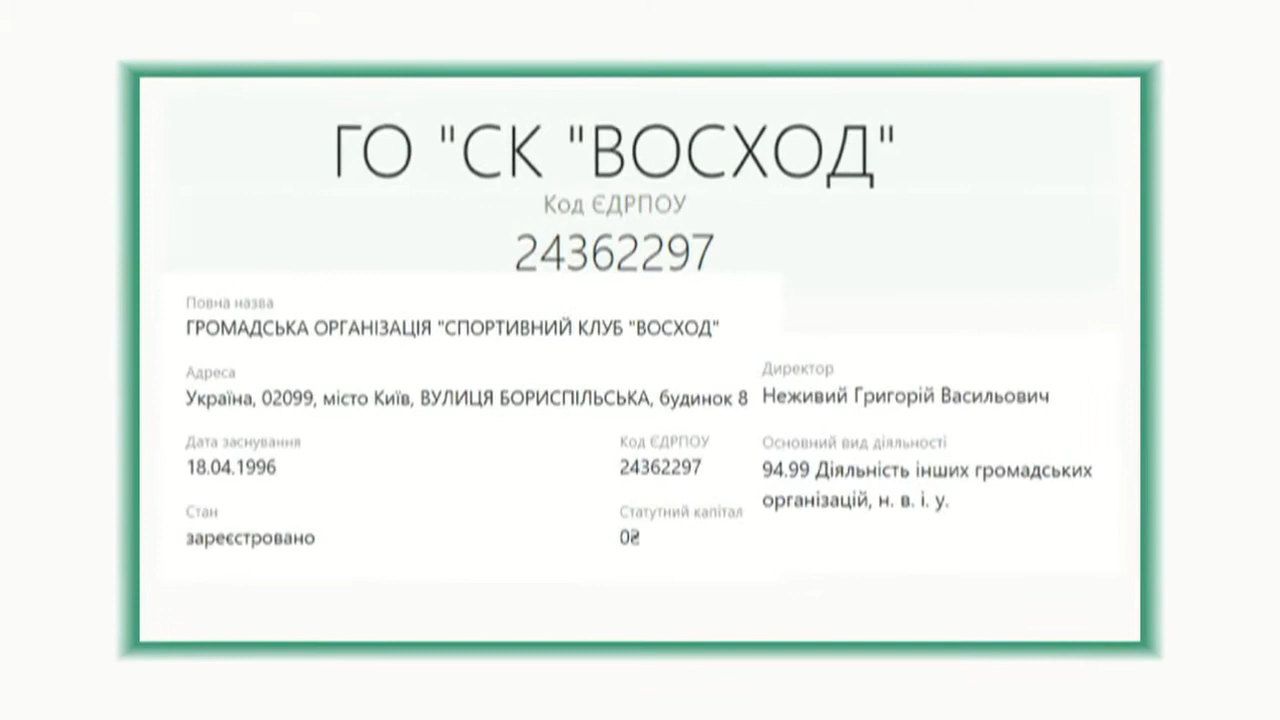 ГО "СК "ВОСХОД"
Код ЄДРПОУ
24362297
Повна назва
ГРОМАДСЬКА ОРГАНІЗАЦІЯ "СПОРТИВНИЙ КЛУБ "ВОСХОД"
Адреса
Україна, 02099, місто Київ, ВУЛИЦЯ БОРИСПІЛЬСЬКА, будинок 8
Директор
Неживий Григорій Васильович
Дата заснування
18.04.1996
Код ЄДРПОУ
24362297
Основний вид діяльності
94.99 Діяльність інших громадських
організацій, н. в. і. у.
Стан
зареєстровано
Статутний капітал
0₴